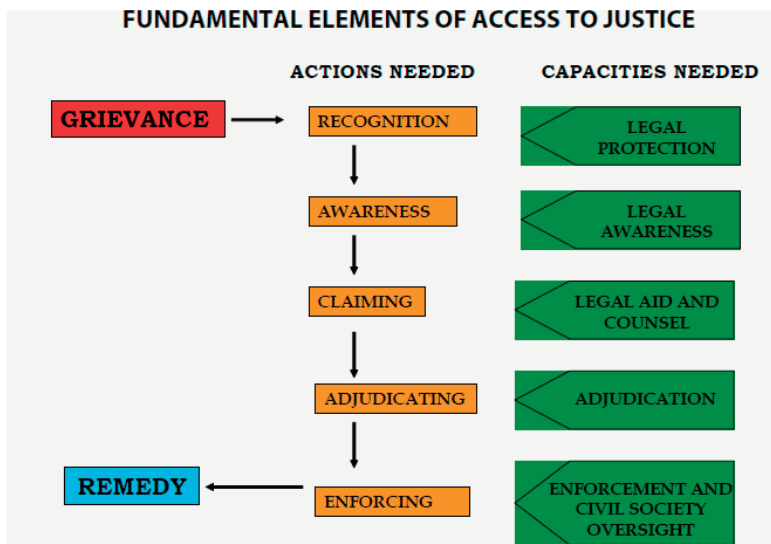 FUNDAMENTAL ELEMENTS OF ACCESS TO JUSTICE
ACTIONS NEEDED
CAPACITIES NEEDED
GRIEVANCE
RECOGNITION
LEGAL
PROTECTION
AWARENESS
LEGAL
AWARENESS
CLAIMING
LEGAL AID AND
COUNSEL
ADJUDICATING
ADJUDICATION
REMEDY
ENFORCING
ENFORCEMENT AND
CIVIL SOCIETY
OVERSIGHT